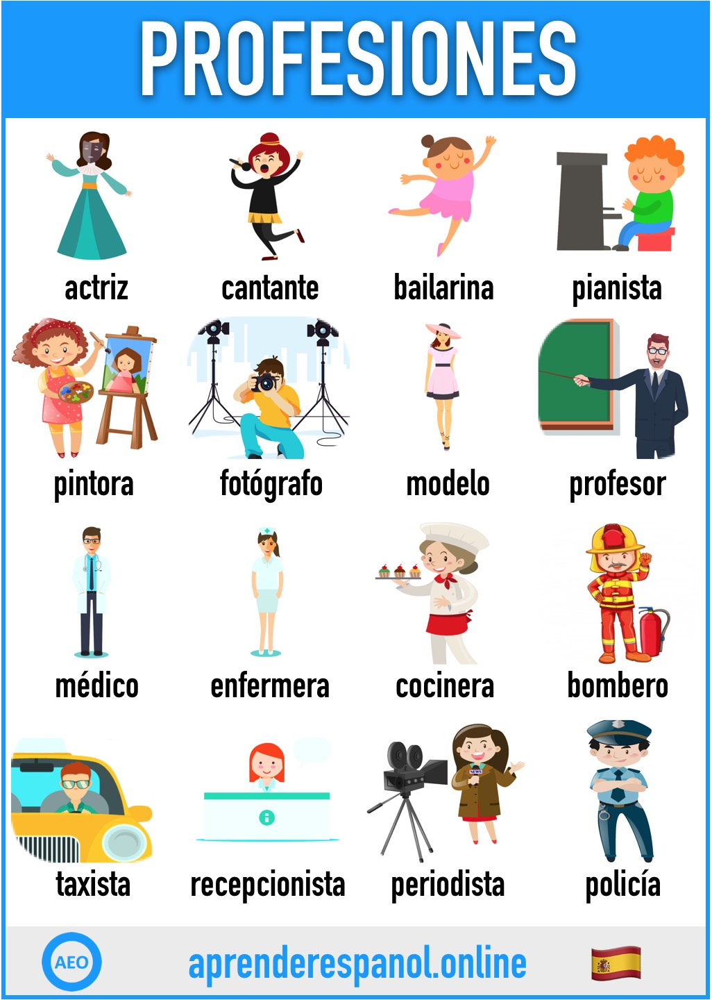 PROFESIONES
actriz cantante bailarina pianista
pintora fotógrafo modelo profesor
médico enfermera cocinera bombero
NEWS
taxista recepcionista periodista policía
AEO aprenderespanol.online